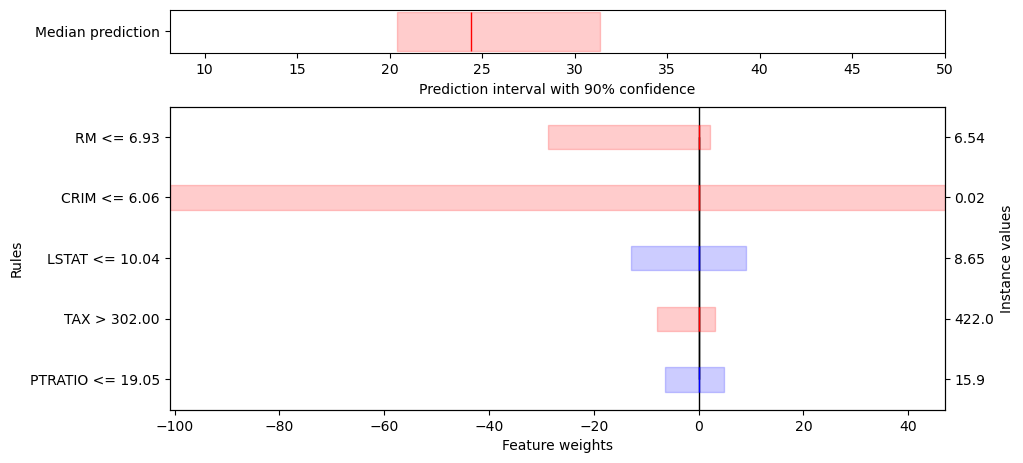 Median prediction
10 15 20 25 30 35 40 45 50
Prediction interval with 90% confidence
RM <= 6.93 6.54
CRIM <= 6.06 0.02
LSTAT <= 10.04 8.65
TAX > 302.00 422.0
PTRATIO <= 19.05 15.9
Rules
Instance values
−100 −80 −60 −40 −20 0 20 40
Feature weights